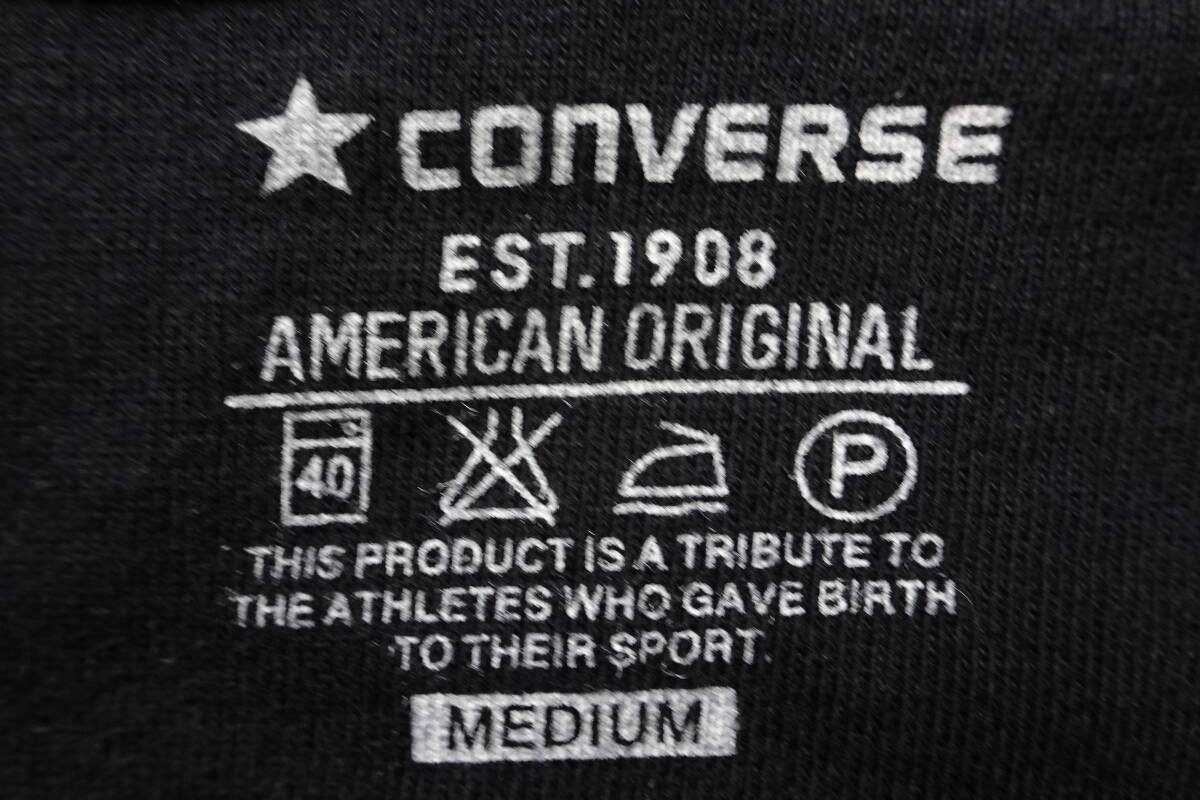 CONVERSE
EST.1908
AMERICAN ORIGINAL
40 P
THIS PRODUCT IS A TRIBUTE TO
THE ATHLETES WHO GAVE BIRTH
TO THEIR SPORT.
MEDIUM